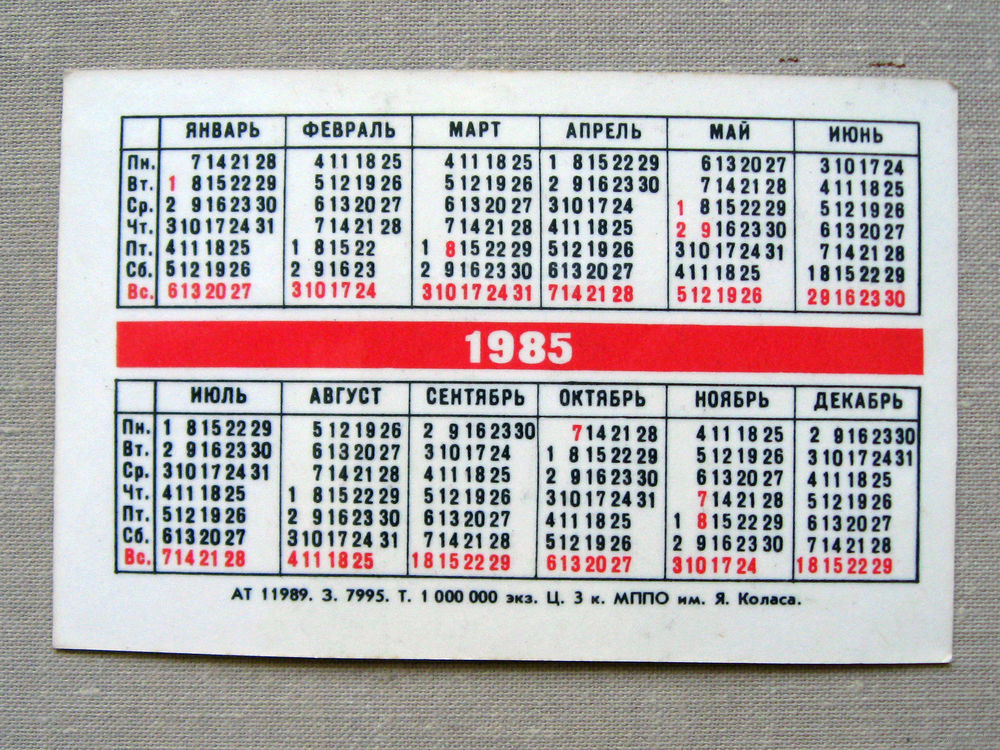 ЯНВАРЬ ФЕВРАЛЬ МАРТ АПРЕЛЬ МАЙ ИЮНЬ
Пн. 7 14 21 28 4 11 18 25 4 11 18 25 1 8 15 22 29 6 13 20 27 3 10 17 24
Вт. 1 8 15 22 29 5 12 19 26 5 12 19 26 2 9 16 23 30 7 14 21 28 4 11 18 25
Ср. 2 9 16 23 30 6 13 20 27 6 13 20 27 3 10 17 24 1 8 15 22 29 5 12 19 26
Чт. 3 10 17 24 31 7 14 21 28 7 14 21 28 4 11 18 25 2 9 16 23 30 6 13 20 27
Пт. 4 11 18 25 1 8 15 22 1 8 15 22 29 5 12 19 26 3 10 17 24 31 7 14 21 28
Сб. 5 12 19 26 2 9 16 23 2 9 16 23 30 6 13 20 27 4 11 18 25 1 8 15 22 29
Вс. 6 13 20 27 3 10 17 24 3 10 17 24 31 7 14 21 28 5 12 19 26 2 9 16 23 30
1985
ИЮЛЬ АВГУСТ СЕНТЯБРЬ ОКТЯБРЬ НОЯБРЬ ДЕКАБРЬ
Пн. 1 8 15 22 29 5 12 19 26 2 9 16 23 30 7 14 21 28 4 11 18 25 2 9 16 23 30
Вт. 2 9 16 23 30 6 13 20 27 3 10 17 24 1 8 15 22 29 5 12 19 26 3 10 17 24 31
Ср. 3 10 17 24 31 7 14 21 28 4 11 18 25 2 9 16 23 30 6 13 20 27 4 11 18 25
Чт. 4 11 18 25 1 8 15 22 29 5 12 19 26 3 10 17 24 31 7 14 21 28 5 12 19 26
Пт. 5 12 19 26 2 9 16 23 30 6 13 20 27 4 11 18 25 1 8 15 22 29 6 13 20 27
Сб. 6 13 20 27 3 10 17 24 31 7 14 21 28 5 12 19 26 2 9 16 23 30 7 14 21 28
Вс. 7 14 21 28 4 11 18 25 1 8 15 22 29 6 13 20 27 3 10 17 24 1 8 15 22 29
АТ 11989. З. 7995. Т. 1 000 000 экз. Ц. 3 к. МППО им. Я. Коласа.